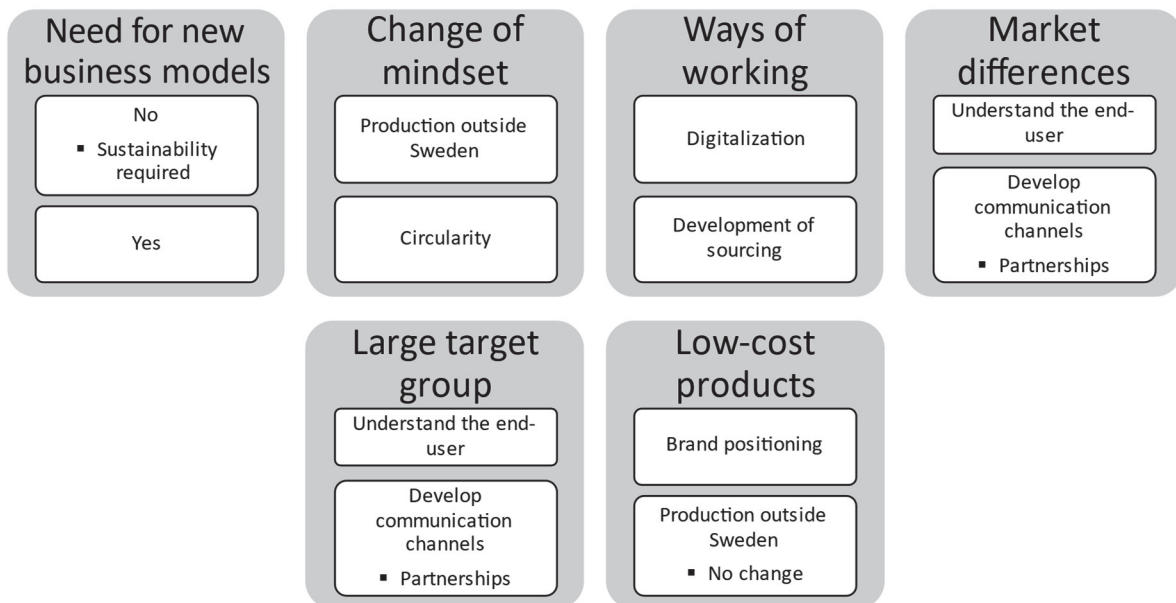 Need for new
business models
No
▪ Sustainability
required
Yes
Change of
mindset
Production outside
Sweden
Circularity
Ways of
working
Digitalization
Development of
sourcing
Market
differences
Understand the end-
user
Develop
communication
channels
▪ Partnerships
Large target
group
Understand the end-
user
Develop
communication
channels
▪ Partnerships
Low-cost
products
Brand positioning
Production outside
Sweden
▪ No change